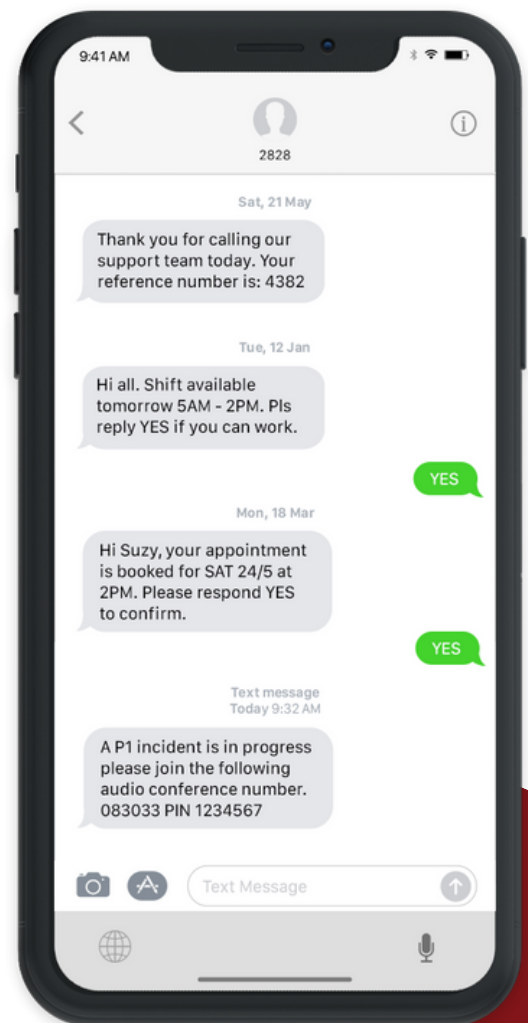 9:41 AM
2828
Sat, 21 May
Thank you for calling our
support team today. Your
reference number is: 4382
Tue, 12 Jan
Hi all. Shift available
tomorrow 5AM - 2PM. Pls
reply YES if you can work.
YES
Mon, 18 Mar
Hi Suzy, your appointment
is booked for SAT 24/5 at
2PM. Please respond YES
to confirm.
YES
Text message
Today 9:32 AM
A P1 incident is in progress
please join the following
audio conference number.
083033 PIN 1234567
Text Message